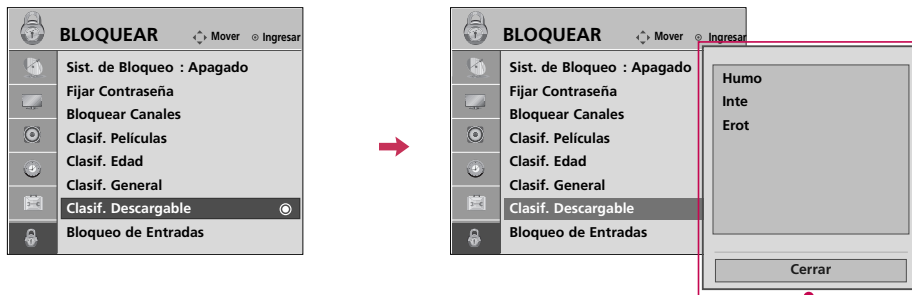 BLOQUEAR Mover Ingresar
Sist. de Bloqueo : Apagado
Fijar Contraseña
Bloquear Canales
Clasif. Películas
Clasif. Edad
Clasif. General
Clasif. Descargable
Bloqueo de Entradas
BLOQUEAR Mover Ingresar
Sist. de Bloqueo : Apagado
Fijar Contraseña
Bloquear Canales
Clasif. Películas
Clasif. Edad
Clasif. General
Clasif. Descargable
Bloqueo de Entradas
Humo
Inte
Erot
Cerrar